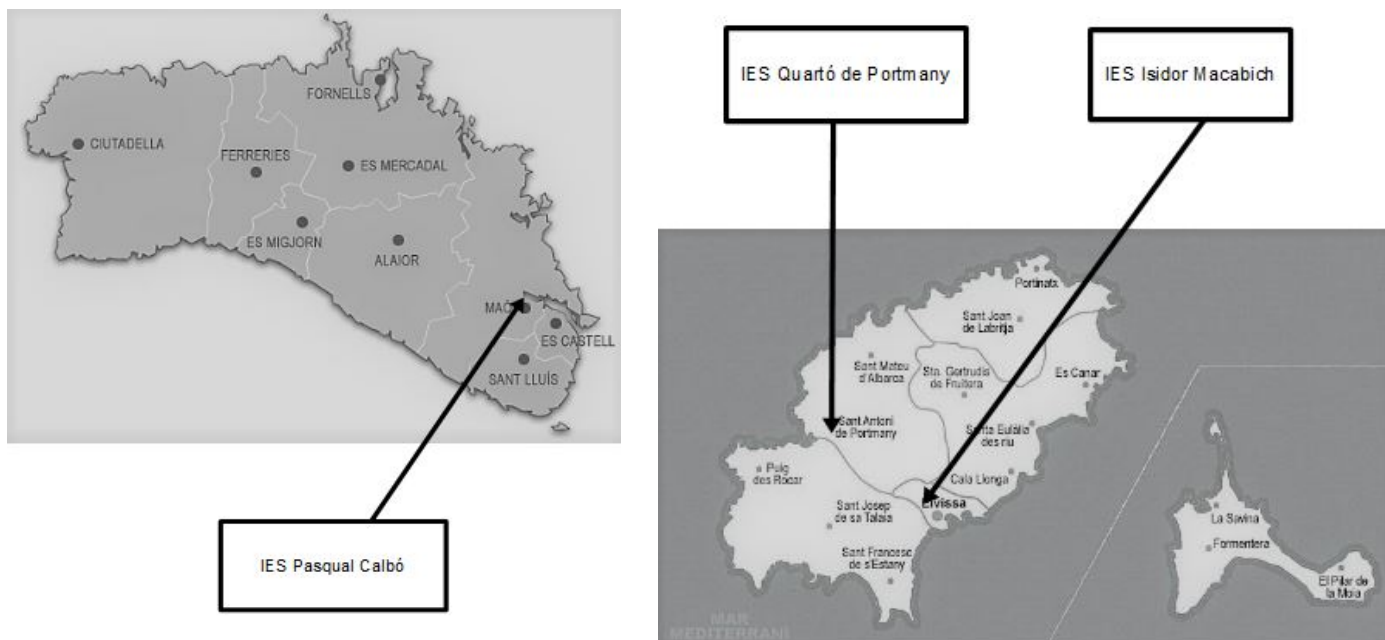 FORNELLS
CIUTADELLA
FERRERIES
ES MERCADAL
ES MIGJORN
ALAIOR
MAÓ
ES CASTELL
SANT LLUÍS
IES Pasqual Calbó
IES Quartó de Portmany
IES Isidor Macabich
Portinatx
Sant Joan
de Labritja
Sant Mateu
d'Albarca
Sta. Gertrudis
de Fruitera
Es Canar
Sant Antoni
de Portmany
Santa Eulàlia
des riu
Puig
des Rocar
Cala Llonga
Eivissa
Sant Josep
de sa Talaia
Sant Francesc
de s'Estany
La Savina
Formentera
El Pilar de
la Mola
MAR
MEDITERRANI